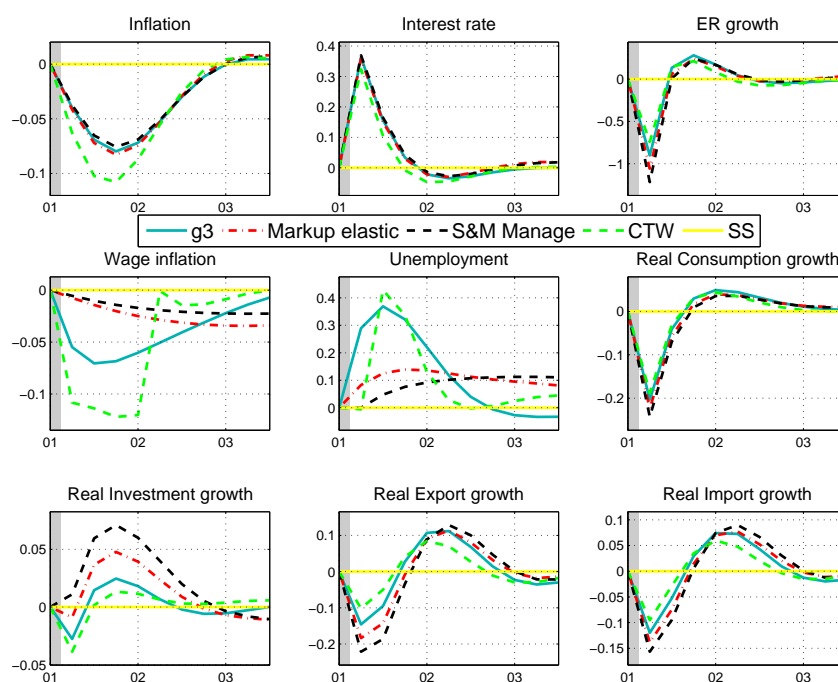 Inflation Interest rate ER growth
0 0.4 0
−0.05 0.3
−0.1 0.2 −1
0.1
0
01 02 03 01 02 03 01 02 03
g3 Markup elastic S&M Manage CTW SS
Wage inflation Unemployment Real Consumption growth
0 0.4 0
−0.05 0.3 −0.1
−0.1 0.2 −0.2
0.1
0
01 02 03 01 02 03 01 02 03
Real Investment growth Real Export growth Real Import growth
0.05 0.1 0.1
0 0 0.05
−0.05 −0.1 0
−0.2 −0.05
−0.1
−0.15
01 02 03 01 02 03 01 02 03